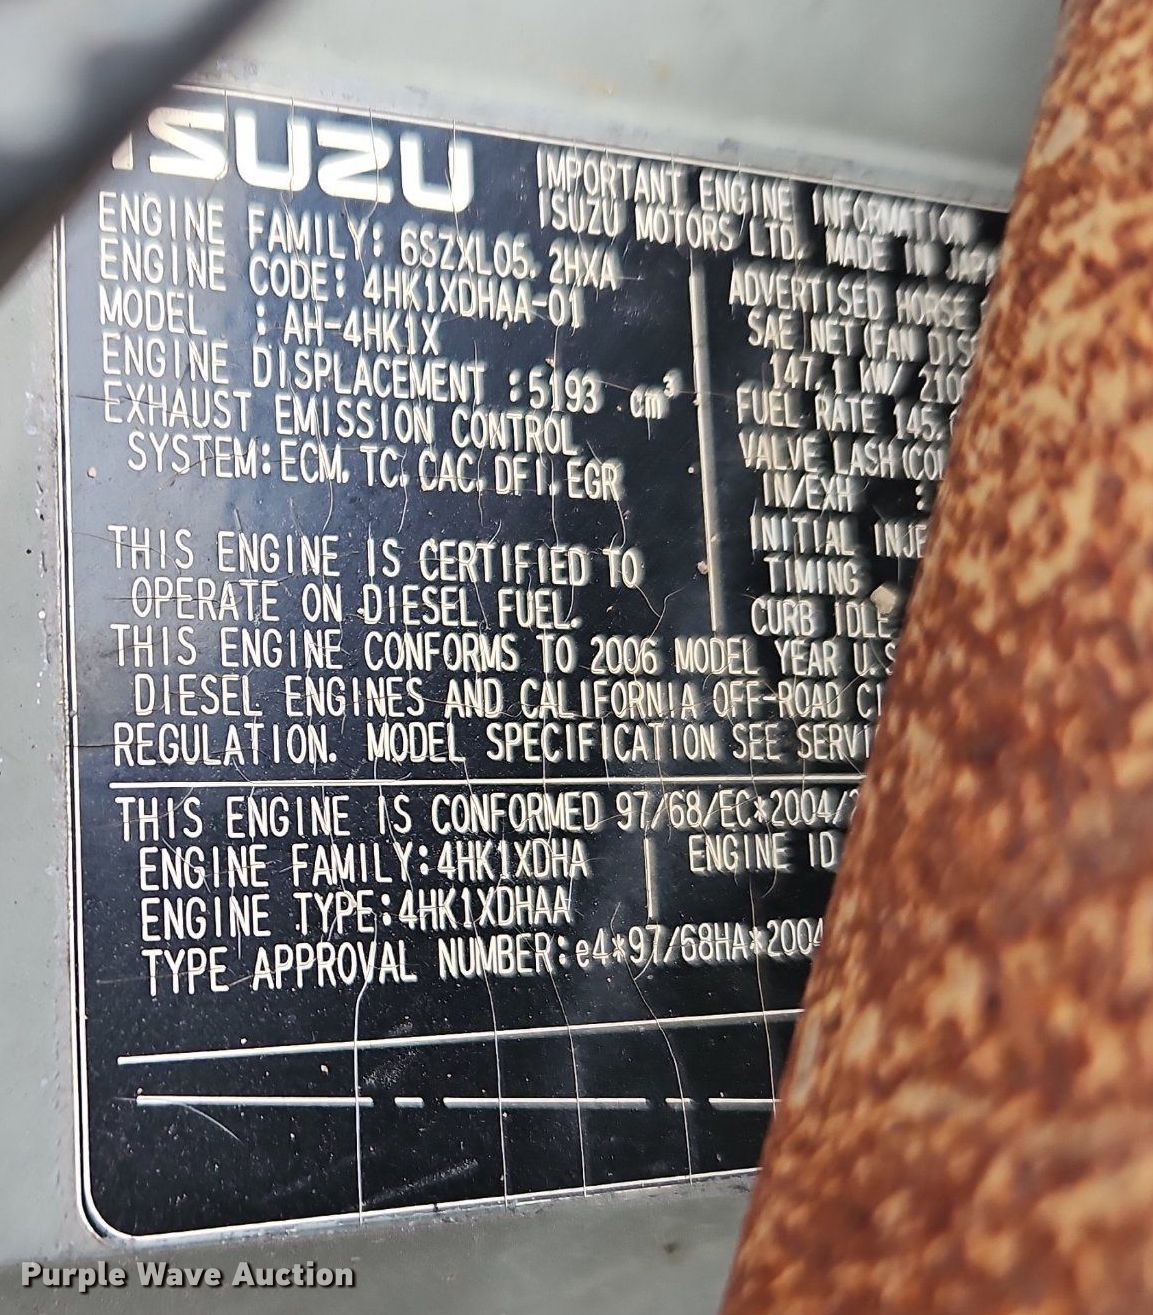 ISUZU
IMPORTANT ENGINE INFORMATION
ISUZU MOTORS LTD. MADE IN
ENGINE FAMILY: 6SZXL05. 2HXA
ENGINE CODE: 4HK1XDHAA-01
MODEL : AH-4HK1X
ENGINE DISPLACEMENT :5193 cm³
EXHAUST EMISSION CONTROL
SYSTEM: ECM, TC, CAC, DFI, EGR
ADVERTISED HORSE
SAE NET (FAN
147.1 KW/
FUEL RATE 145.
VALVE LASH
IN/EXH :
INITIAL
TIMING
CURB IDLE
THIS ENGINE IS CERTIFIED TO
OPERATE ON DIESEL FUEL.
THIS ENGINE CONFORMS TO 2006 MODEL YEAR U.S
DIESEL ENGINES AND CALIFORNIA OFF-ROAD
REGULATION. MODEL SPECIFICATION SEE
THIS ENGINE IS CONFORMED 97/68/EC*2004/
ENGINE FAMILY:4HK1XDHA
ENGINE ID
ENGINE TYPE:4HK1XDHAA
TYPE APPROVAL NUMBER:e4*97/68HA*2004
Purple Wave Auction